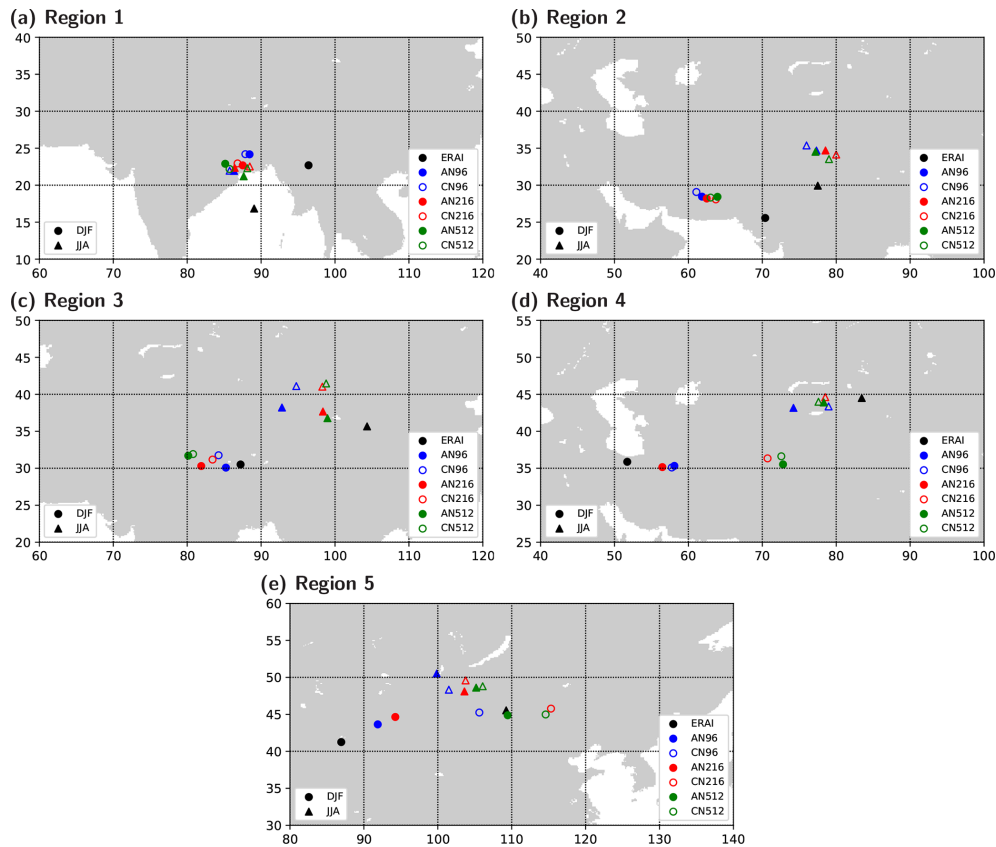 (a) Region 1
40
35
30
25
20
15
10
60 70 80 90 100 110 120
DJF
JJA
ERAI
AN96
CN96
AN216
CN216
AN512
CN512
(b) Region 2
50
45
40
35
30
25
20
40 50 60 70 80 90 100
DJF
JJA
ERAI
AN96
CN96
AN216
CN216
AN512
CN512
(c) Region 3
50
45
40
35
30
25
20
60 70 80 90 100 110 120
DJF
JJA
ERAI
AN96
CN96
AN216
CN216
AN512
CN512
(d) Region 4
55
50
45
40
35
30
25
40 50 60 70 80 90 100
DJF
JJA
ERAI
AN96
CN96
AN216
CN216
AN512
CN512
(e) Region 5
60
55
50
45
40
35
30
80 90 100 110 120 130 140
DJF
JJA
ERAI
AN96
CN96
AN216
CN216
AN512
CN512